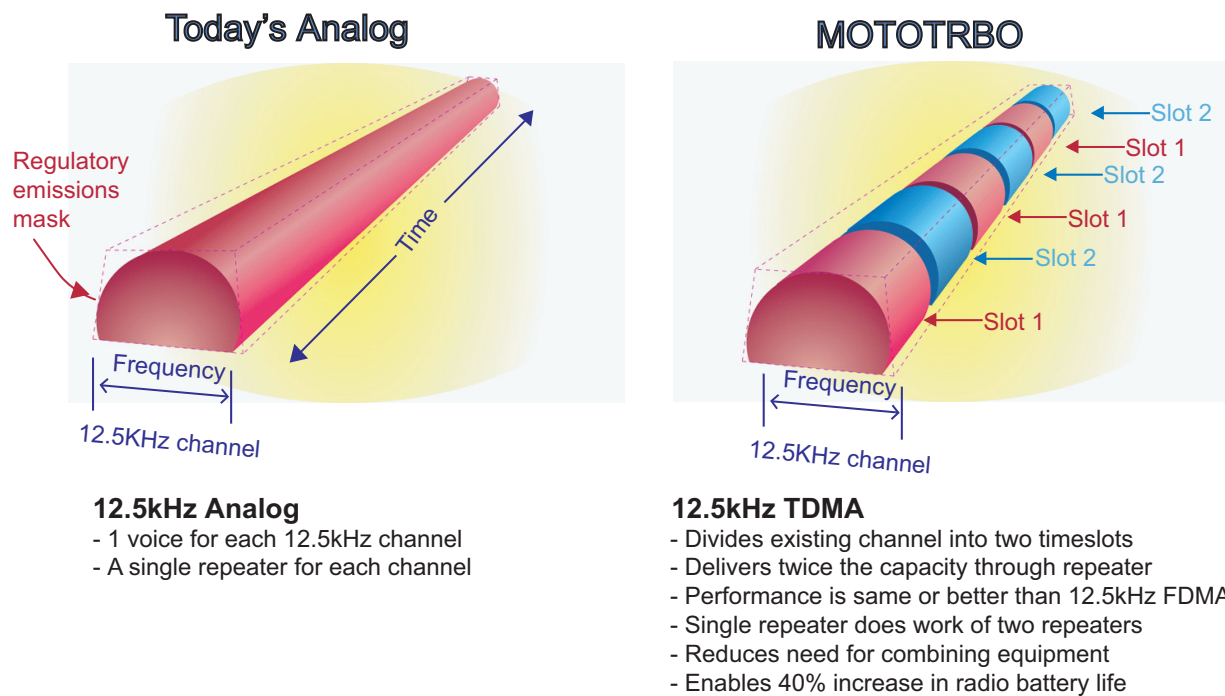 Today's Analog
Regulatory
emissions
mask
Time
Frequency
12.5KHz channel
12.5kHz Analog
- 1 voice for each 12.5kHz channel
- A single repeater for each channel
MOTOTRBO
Slot 2
Slot 1
Slot 2
Slot 1
Slot 2
Slot 1
Frequency
12.5KHz channel
12.5kHz TDMA
- Divides existing channel into two timeslots
- Delivers twice the capacity through repeater
- Performance is same or better than 12.5kHz FDMA
- Single repeater does work of two repeaters
- Reduces need for combining equipment
- Enables 40% increase in radio battery life